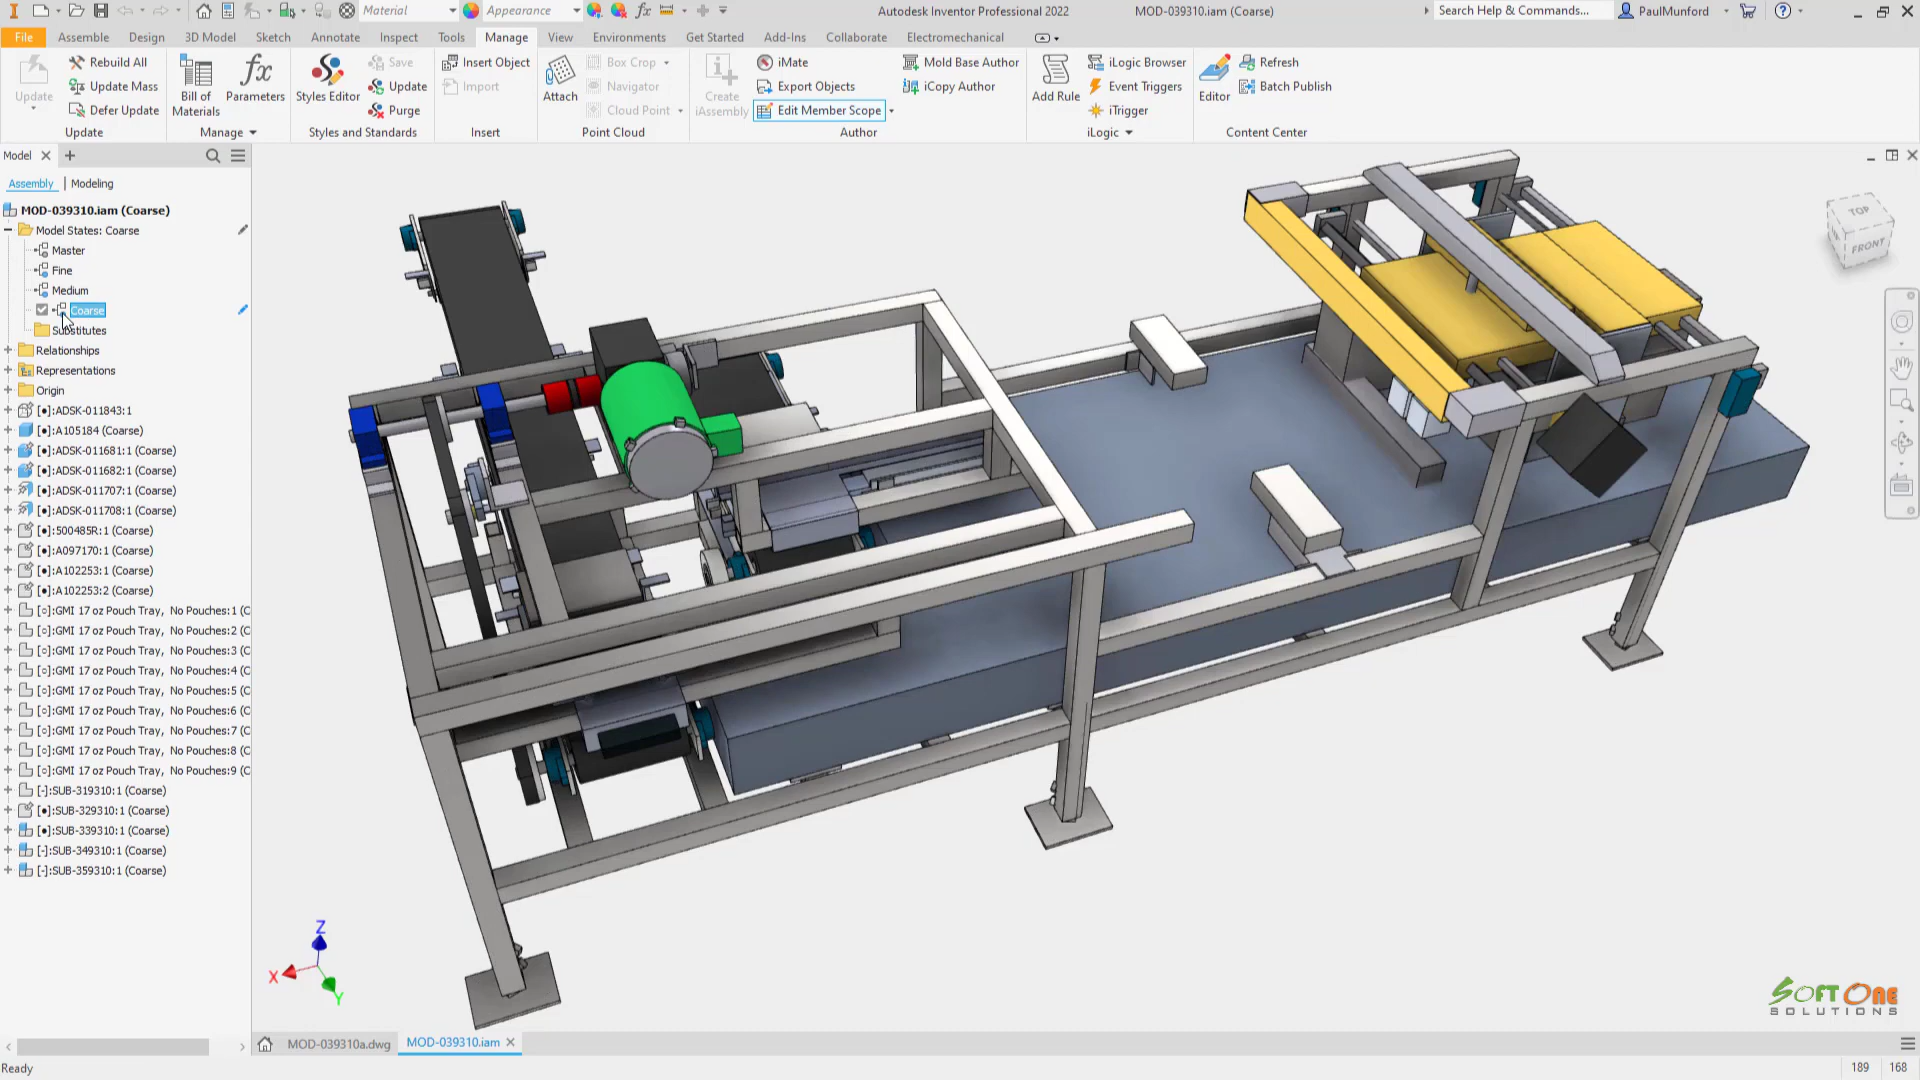 Material
Appearance
fx
Autodesk Inventor Professional 2022
MOD-039310.iam (Coarse)
Search Help & Commands...
PaulMunford
File
Assemble
Design
3D Model
Sketch
Annotate
Inspect
Tools
Manage
View
Environments
Get Started
Add-Ins
Collaborate
Electromechanical
Update
Rebuild All
Update Mass
Defer Update
Update
Bill of
Materials
fx
Parameters
Manage
Styles Editor
Save
Update
Purge
Styles and Standards
Insert Object
Import
Insert
Attach
Box Crop
Navigator
Cloud Point
Point Cloud
Create
iAssembly
iMate
Export Objects
Edit Member Scope
Mold Base Author
iCopy Author
Author
Add Rule
iLogic Browser
Event Triggers
iTrigger
iLogic
Editor
Refresh
Batch Publish
Content Center
Model
Assembly | Modeling
MOD-039310.iam (Coarse)
Model States: Coarse
Master
Fine
Medium
Coarse
Substitutes
Relationships
Representations
Origin
[•]:ADSK-011843:1
[•]:A105184 (Coarse)
[•]:ADSK-011681:1 (Coarse)
[•]:ADSK-011682:1 (Coarse)
[•]:ADSK-011707:1 (Coarse)
[•]:ADSK-011708:1 (Coarse)
[•]:500485R:1 (Coarse)
[•]:A097170:1 (Coarse)
[•]:A102253:1 (Coarse)
[•]:A102253:2 (Coarse)
[○]:GMI 17 oz Pouch Tray, No Pouches:1 (C
[○]:GMI 17 oz Pouch Tray, No Pouches:2 (C
[○]:GMI 17 oz Pouch Tray, No Pouches:3 (C
[○]:GMI 17 oz Pouch Tray, No Pouches:4 (C
[○]:GMI 17 oz Pouch Tray, No Pouches:5 (C
[○]:GMI 17 oz Pouch Tray, No Pouches:6 (C
[○]:GMI 17 oz Pouch Tray, No Pouches:7 (C
[○]:GMI 17 oz Pouch Tray, No Pouches:8 (C
[○]:GMI 17 oz Pouch Tray, No Pouches:9 (C
[-]:SUB-319310:1 (Coarse)
[•]:SUB-329310:1 (Coarse)
[•]:SUB-339310:1 (Coarse)
[-]:SUB-349310:1 (Coarse)
[-]:SUB-359310:1 (Coarse)
TOP
FRONT
Z
X
Y
SOFT ONE
SOLUTIONS
MOD-039310a.dwg
MOD-039310.iam
Ready
189
168